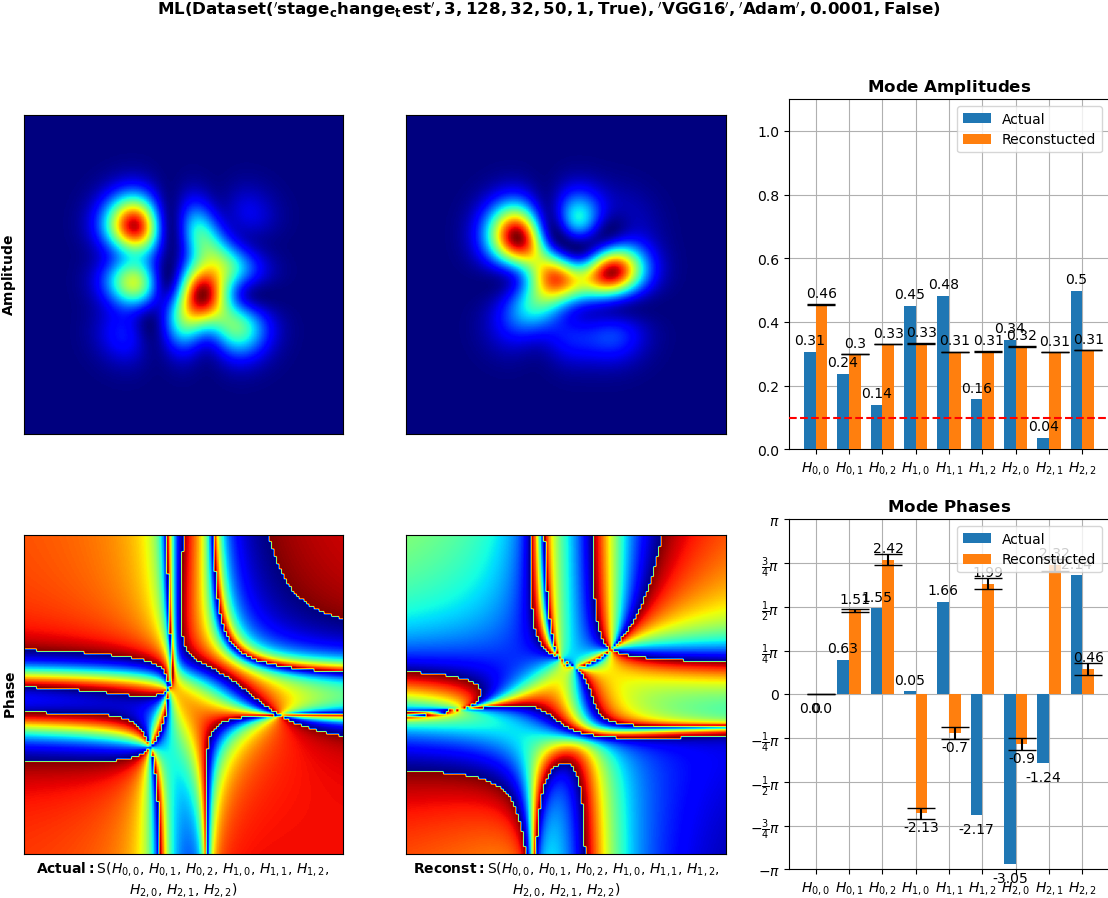 ML(Dataset('stage_change_test', 3, 128, 32, 50, 1, True), 'VGG16', 'Adam', 0.0001, False)
Amplitude
Mode Amplitudes
Actual
Reconstucted
1.0
0.8
0.6
0.4
0.2
0.0
0.31
0.46
0.24
0.3
0.14
0.33
0.45
0.33
0.48
0.31
0.16
0.31
0.34
0.32
0.04
0.31
0.5
0.31
H0,0 H0,1 H0,2 H1,0 H1,1 H1,2 H2,0 H2,1 H2,2
Phase
Actual: S(H0,0, H0,1, H0,2, H1,0, H1,1, H1,2,
H2,0, H2,1, H2,2)
Reconst: S(H0,0, H0,1, H0,2, H1,0, H1,1, H1,2,
H2,0, H2,1, H2,2)
Mode Phases
Actual
Reconstucted
π
3/4π
1/2π
1/4π
0
−1/4π
−1/2π
−3/4π
−π
0.0
0.0
0.63
1.51
1.55
2.42
0.05
-2.13
1.66
-0.7
-2.17
1.99
-3.05
-0.9
-1.24
0.46
H0,0 H0,1 H0,2 H1,0 H1,1 H1,2 H2,0 H2,1 H2,2